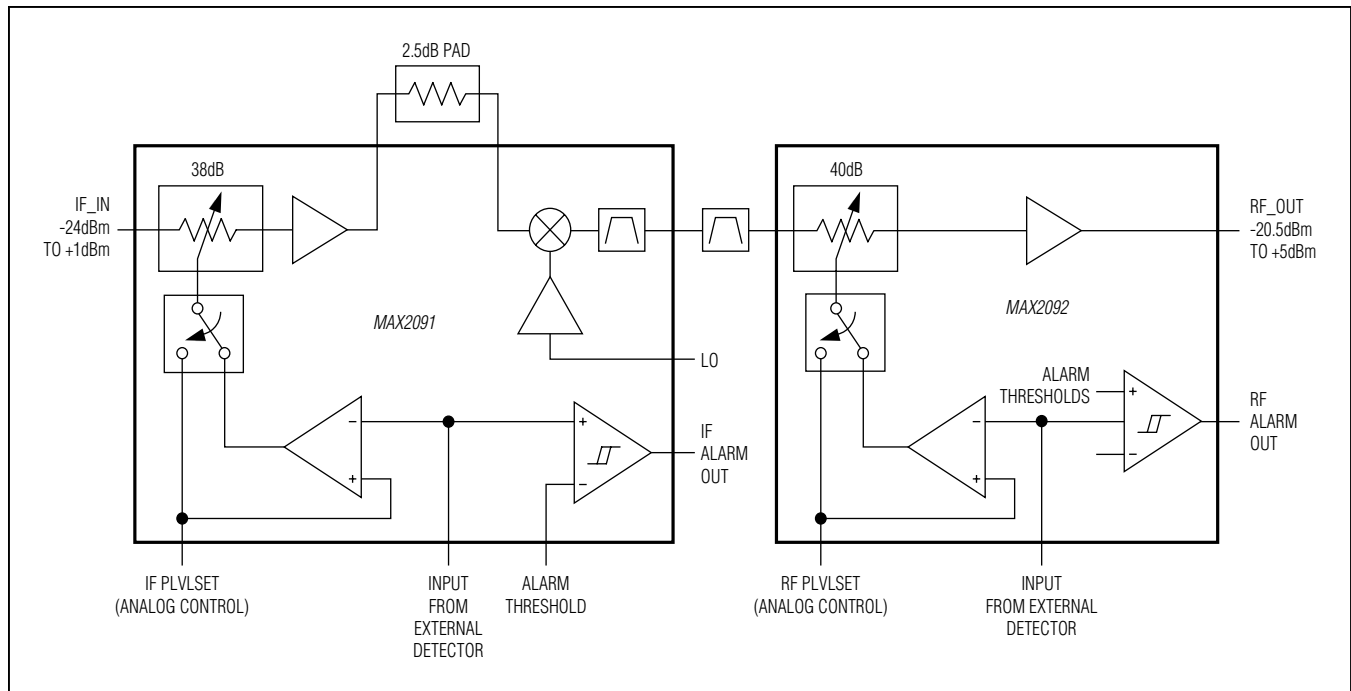 2.5dB PAD
38dB
IF_IN
-24dBm
TO +1dBm
MAX2091
LO
-
+
+
-
IF
ALARM
OUT
IF PLVLSET
(ANALOG CONTROL)
INPUT
FROM
EXTERNAL
DETECTOR
ALARM
THRESHOLD
40dB
RF_OUT
-20.5dBm
TO +5dBm
MAX2092
ALARM
THRESHOLDS
-
+
+
-
RF
ALARM
OUT
RF PLVLSET
(ANALOG CONTROL)
INPUT
FROM EXTERNAL
DETECTOR